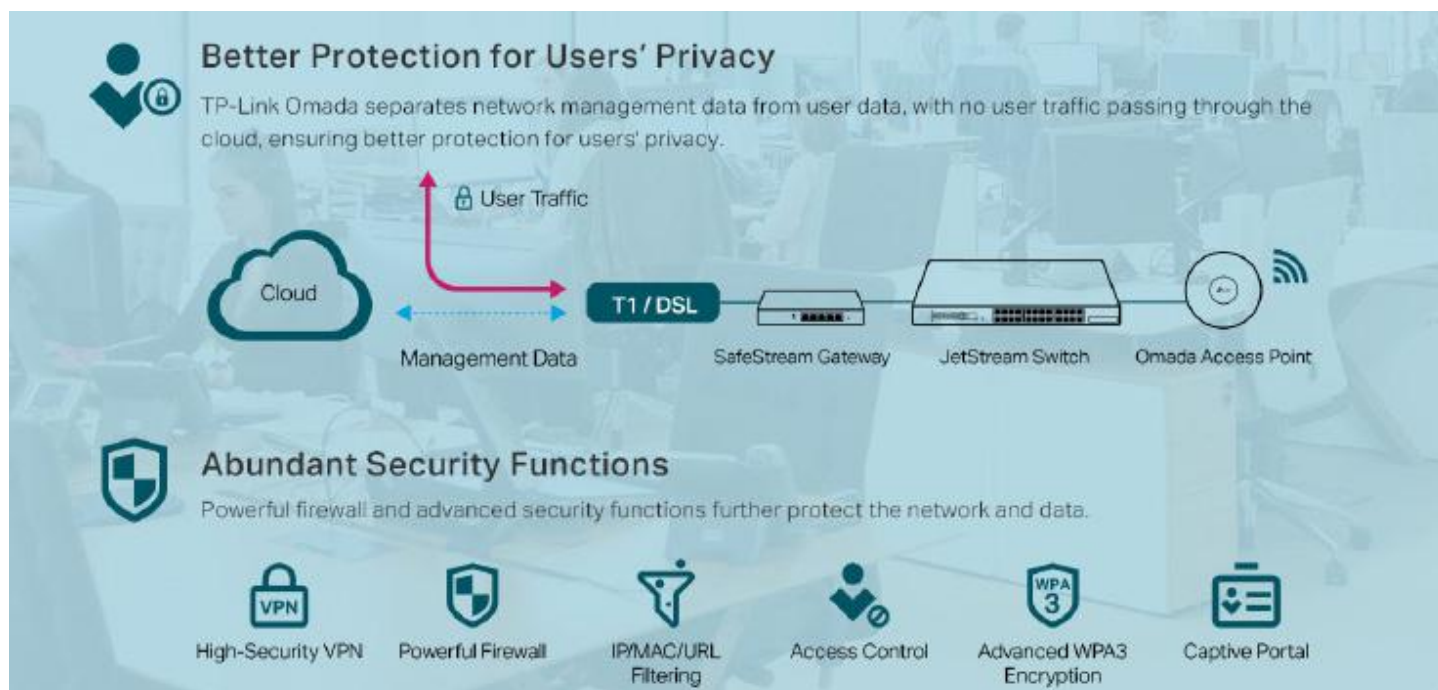 Better Protection for Users' Privacy
TP-Link Omada separates network management data from user data, with no user traffic passing through the
cloud, ensuring better protection for users' privacy.
User Traffic
Cloud
T1 / DSL
Management Data
SafeStream Gateway
JetStream Switch
Omada Access Point
Abundant Security Functions
Powerful firewall and advanced security functions further protect the network and data.
VPN
WPA
3
High-Security VPN
Powerful Firewall
IP/MAC/URL
Filtering
Access Control
Advanced WPA3
Encryption
Captive Portal